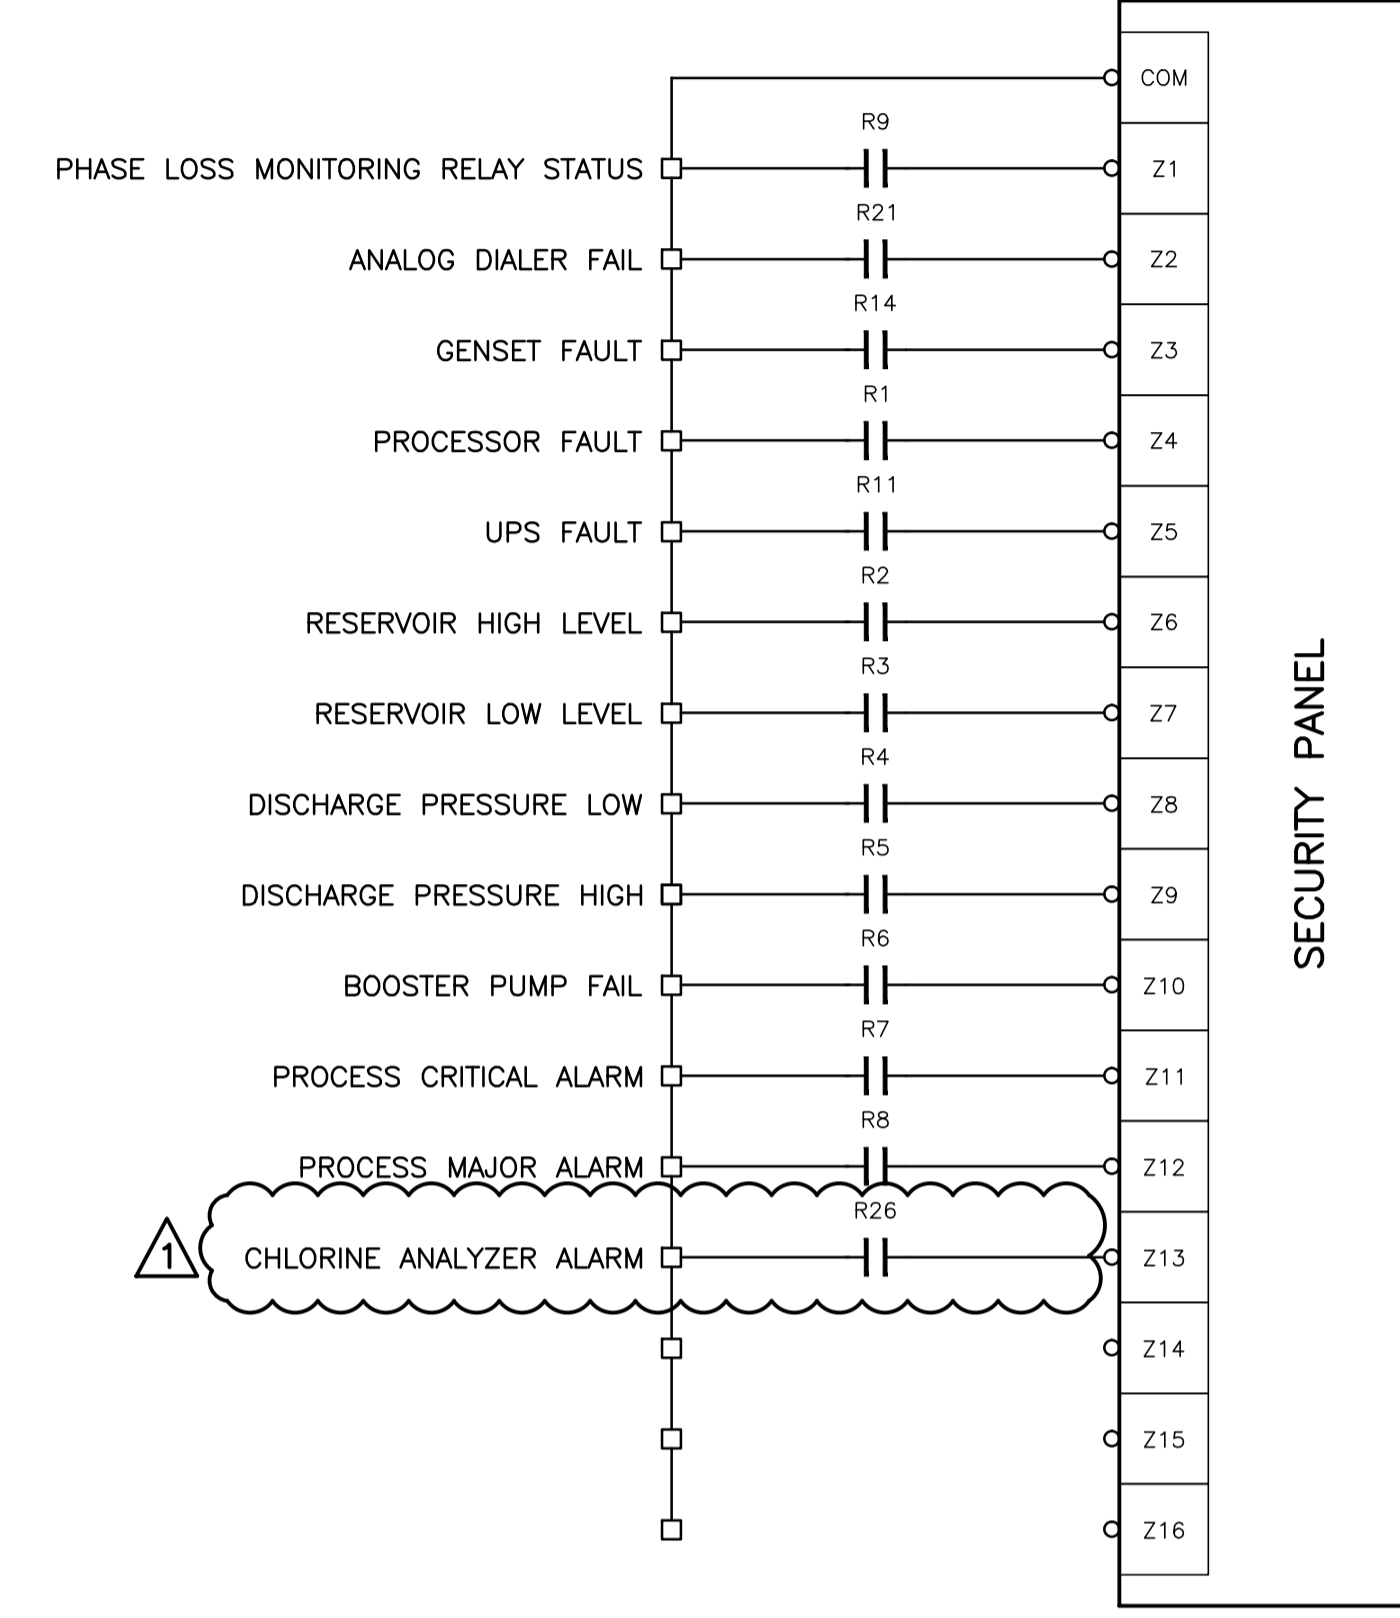 COM
R9
PHASE LOSS MONITORING RELAY STATUS Z1
R21
ANALOG DIALER FAIL Z2
R14
GENSET FAULT Z3
R1
PROCESSOR FAULT Z4
R11
UPS FAULT Z5
R2
RESERVOIR HIGH LEVEL Z6
R3
RESERVOIR LOW LEVEL Z7
R4
DISCHARGE PRESSURE LOW Z8
R5
DISCHARGE PRESSURE HIGH Z9
R6
BOOSTER PUMP FAIL Z10
R7
PROCESS CRITICAL ALARM Z11
R8
PROCESS MAJOR ALARM Z12
R26
1 CHLORINE ANALYZER ALARM Z13
Z14
Z15
Z16
SECURITY PANEL